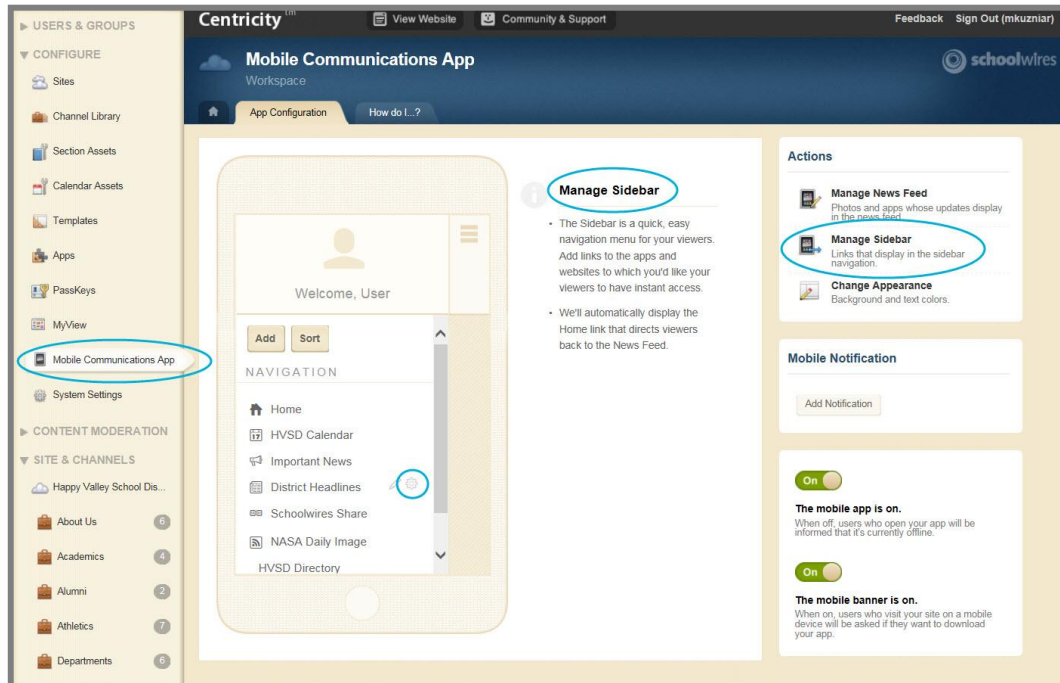 Centricity ™
View Website
Community & Support
Feedback Sign Out (mkuzniar)
USERS & GROUPS
CONFIGURE
Sites
Channel Library
Section Assets
Calendar Assets
Templates
Apps
PassKeys
MyView
Mobile Communications App
System Settings
CONTENT MODERATION
SITE & CHANNELS
Happy Valley School Dis...
About Us 6
Academics 4
Alumni 2
Athletics 7
Departments 6
Mobile Communications App
Workspace
schoolwires
App Configuration
How do I...?
Welcome, User
Add Sort
NAVIGATION
Home
17 HVSD Calendar
Important News
District Headlines
Schoolwires Share
NASA Daily Image
HVSD Directory
Manage Sidebar
• The Sidebar is a quick, easy
navigation menu for your viewers.
Add links to the apps and
websites to which you'd like your
viewers to have instant access.
• We'll automatically display the
Home link that directs viewers
back to the News Feed.
Actions
Manage News Feed
Photos and apps whose updates display
in the news feed.
Manage Sidebar
Links that display in the sidebar
navigation.
Change Appearance
Background and text colors.
Mobile Notification
Add Notification
On
The mobile app is on.
When off, users who open your app will be
informed that it's currently offline.
On
The mobile banner is on.
When on, users who visit your site on a mobile
device will be asked if they want to download
your app.